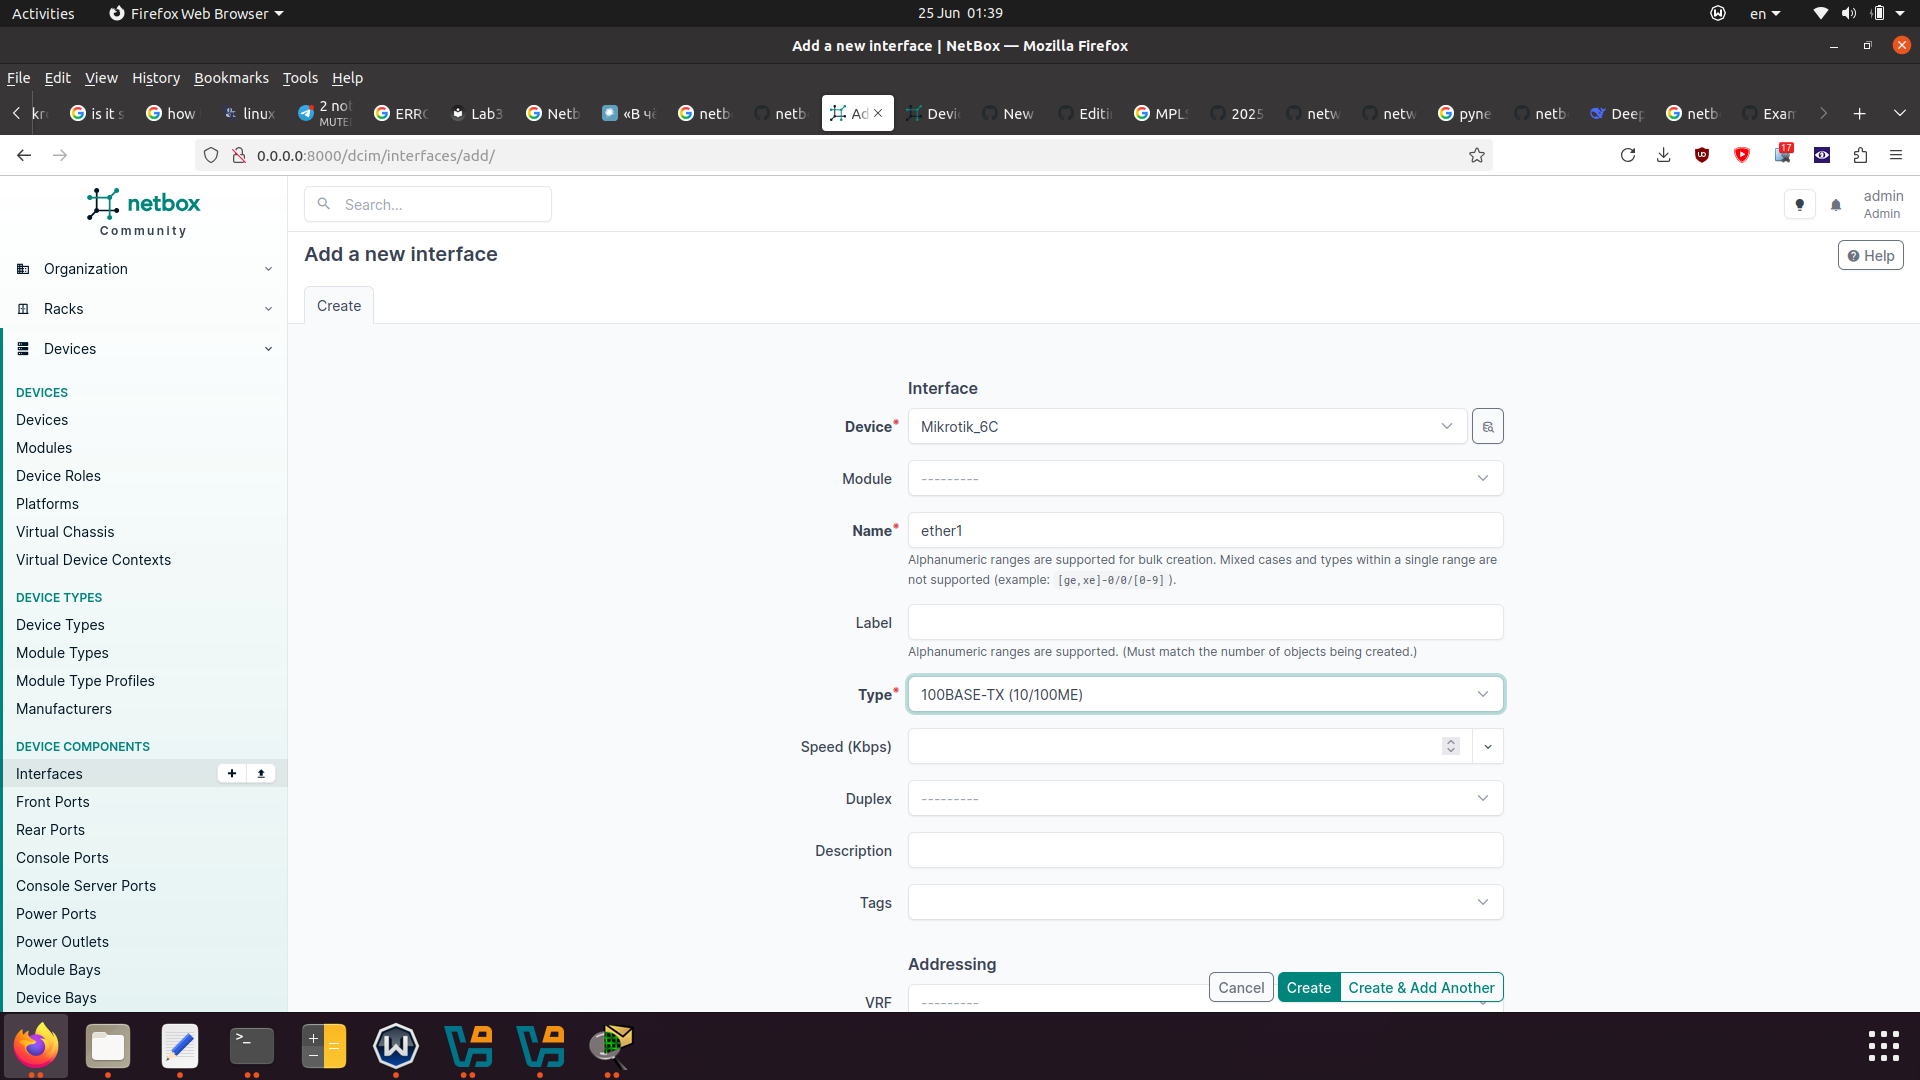 Activities Firefox Web Browser 25 Jun 01:39 en
Add a new interface | NetBox — Mozilla Firefox
File Edit View History Bookmarks Tools Help
is it s how linux 2 not MUTE ERRC Lab3 Netb «В че netb netb Ad Devic New Editi MPLS 2025 netw netw pyne netb Deep netb Exam
0.0.0.0:8000/dcim/interfaces/add/ 17
netbox
Community
Search...
admin
Admin
Add a new interface
Help
Create
Organization
Racks
Devices
DEVICES
Devices
Modules
Device Roles
Platforms
Virtual Chassis
Virtual Device Contexts
DEVICE TYPES
Device Types
Module Types
Module Type Profiles
Manufacturers
DEVICE COMPONENTS
Interfaces
Front Ports
Rear Ports
Console Ports
Console Server Ports
Power Ports
Power Outlets
Module Bays
Device Bays
Interface
Device* Mikrotik_6C
Module ---------
Name* ether1
Alphanumeric ranges are supported for bulk creation. Mixed cases and types within a single range are
not supported (example: [ge,xe]-0/0/[0-9] ).
Label
Alphanumeric ranges are supported. (Must match the number of objects being created.)
Type* 100BASE-TX (10/100ME)
Speed (Kbps)
Duplex ---------
Description
Tags
Addressing
VRF ---------
Cancel Create Create & Add Another